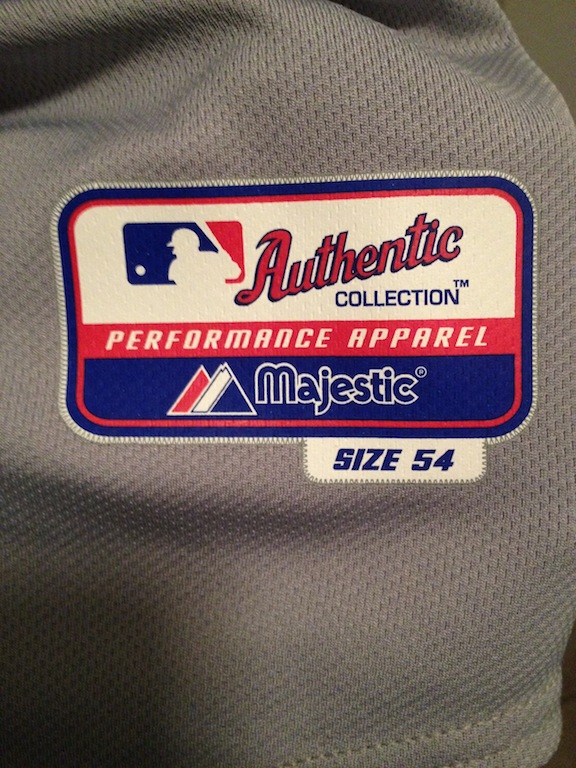 Authentic
COLLECTION™
PERFORMANCE APPAREL
Majestic®
SIZE 54